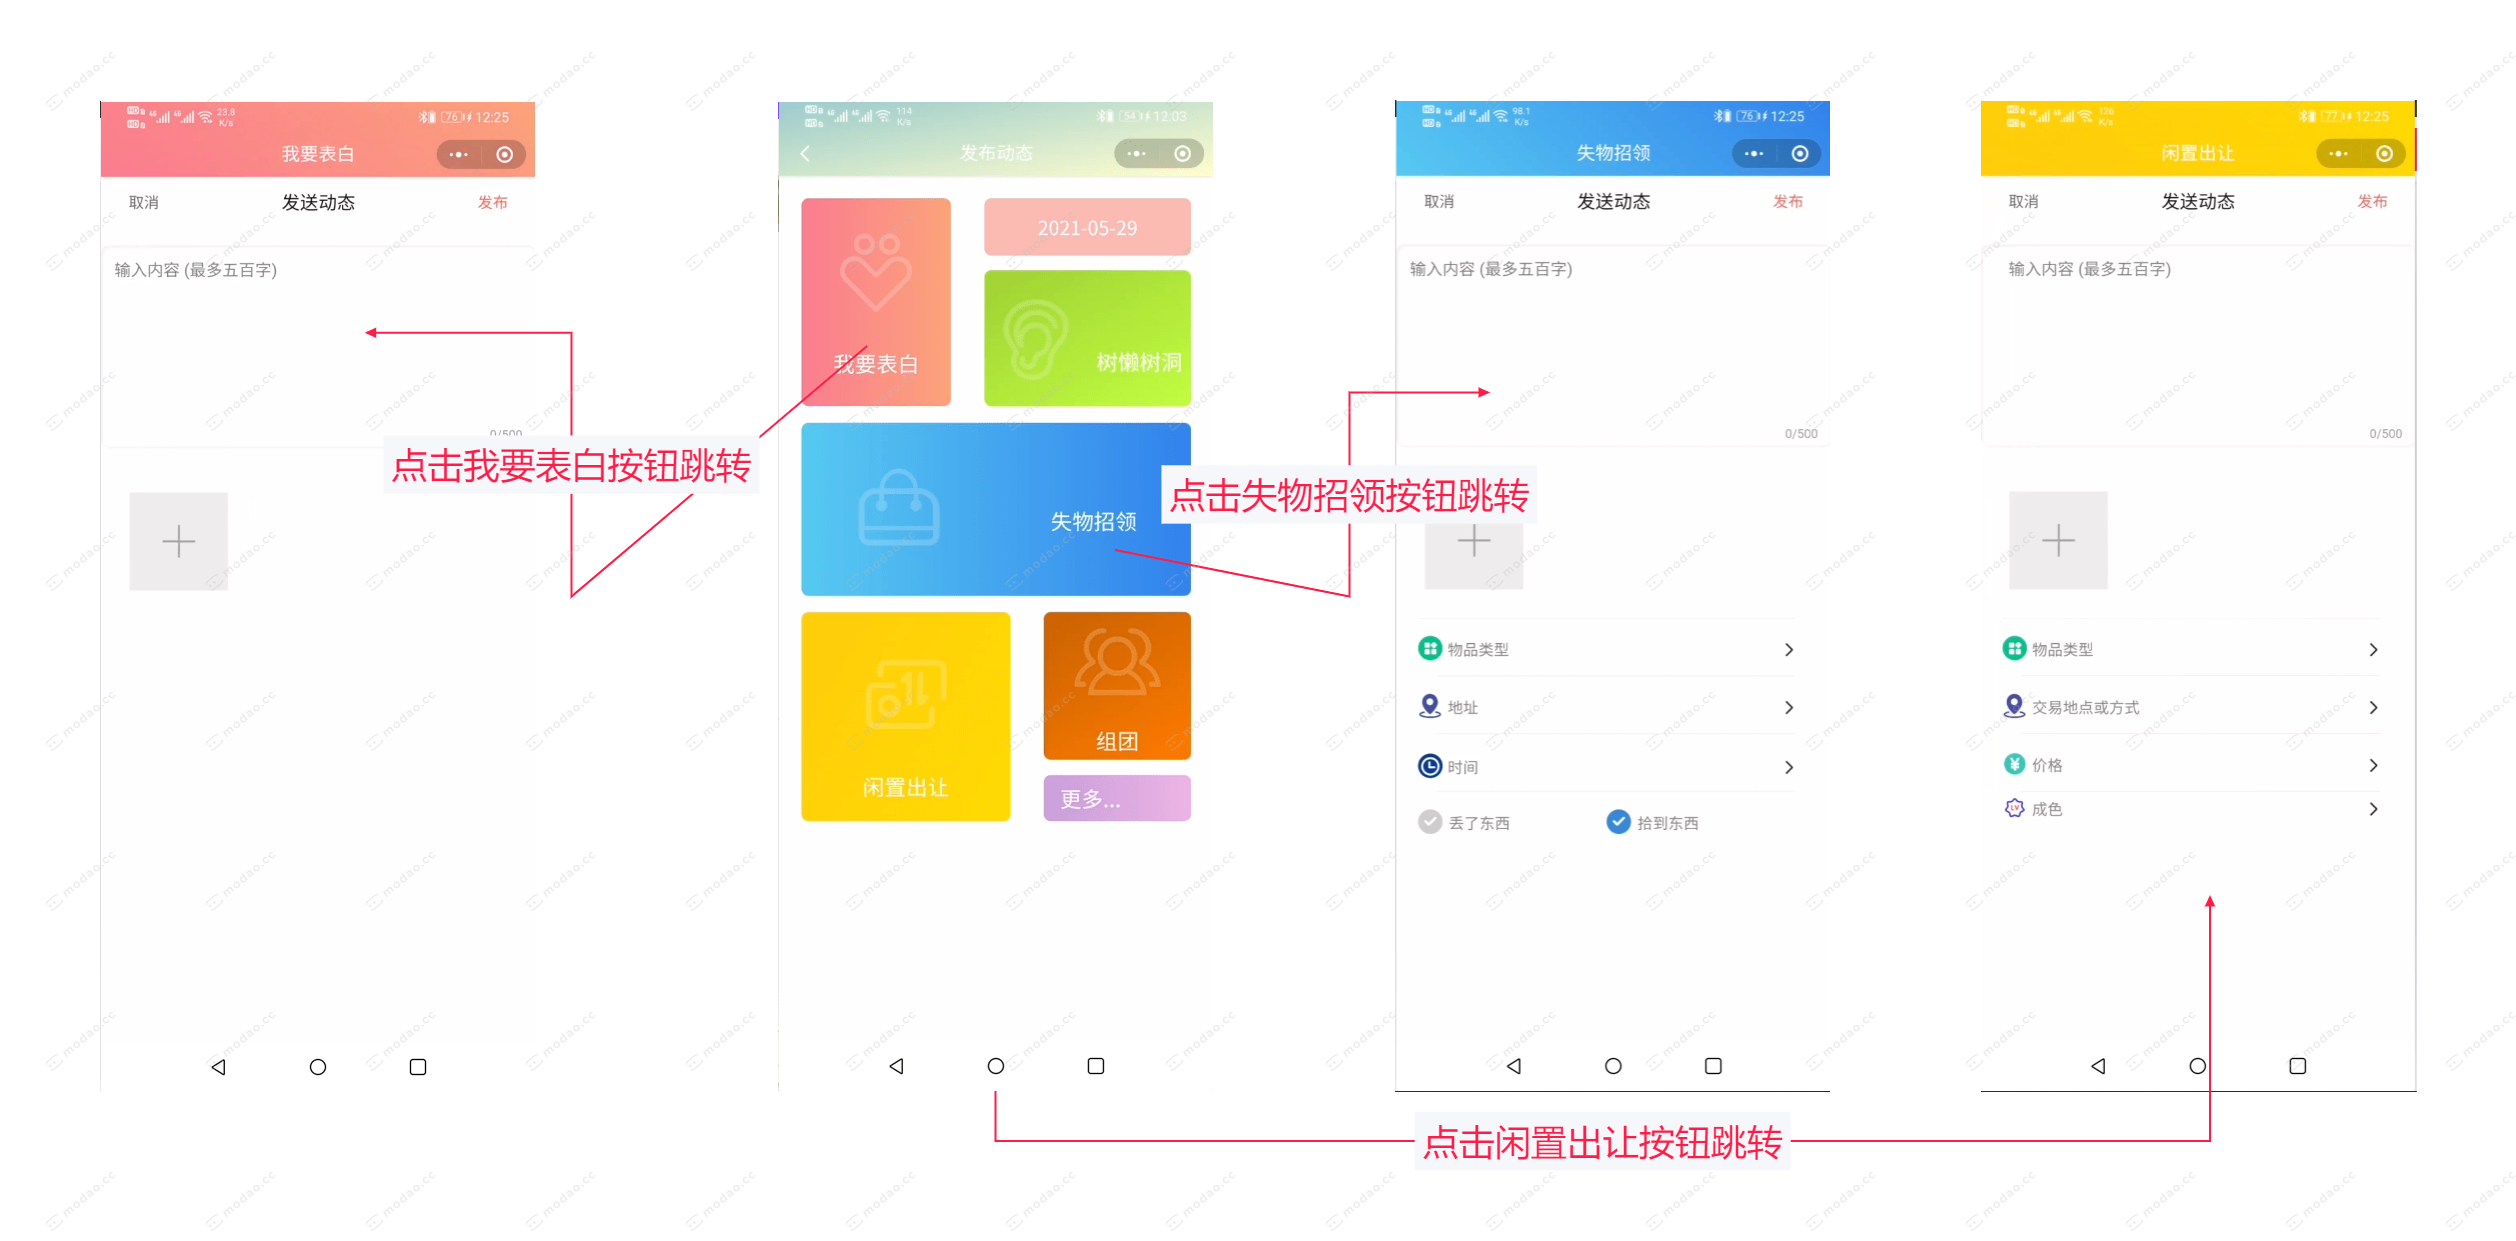 23.8
K/s
76
12:25
我要表白
取消
发送动态
发布
输入内容 (最多五百字)
0/500
点击我要表白按钮跳转
114
K/s
54
12:03
发布动态
我要表白
2021-05-29
树懒树洞
失物招领
闲置出让
组团
更多...
点击失物招领按钮跳转
98.1
K/s
76
12:25
失物招领
取消
发送动态
发布
输入内容 (最多五百字)
0/500
物品类型
地址
时间
丢了东西
拾到东西
126
K/s
77
12:25
闲置出让
取消
发送动态
发布
输入内容 (最多五百字)
0/500
物品类型
交易地点或方式
价格
LV
成色
点击闲置出让按钮跳转
modao.cc